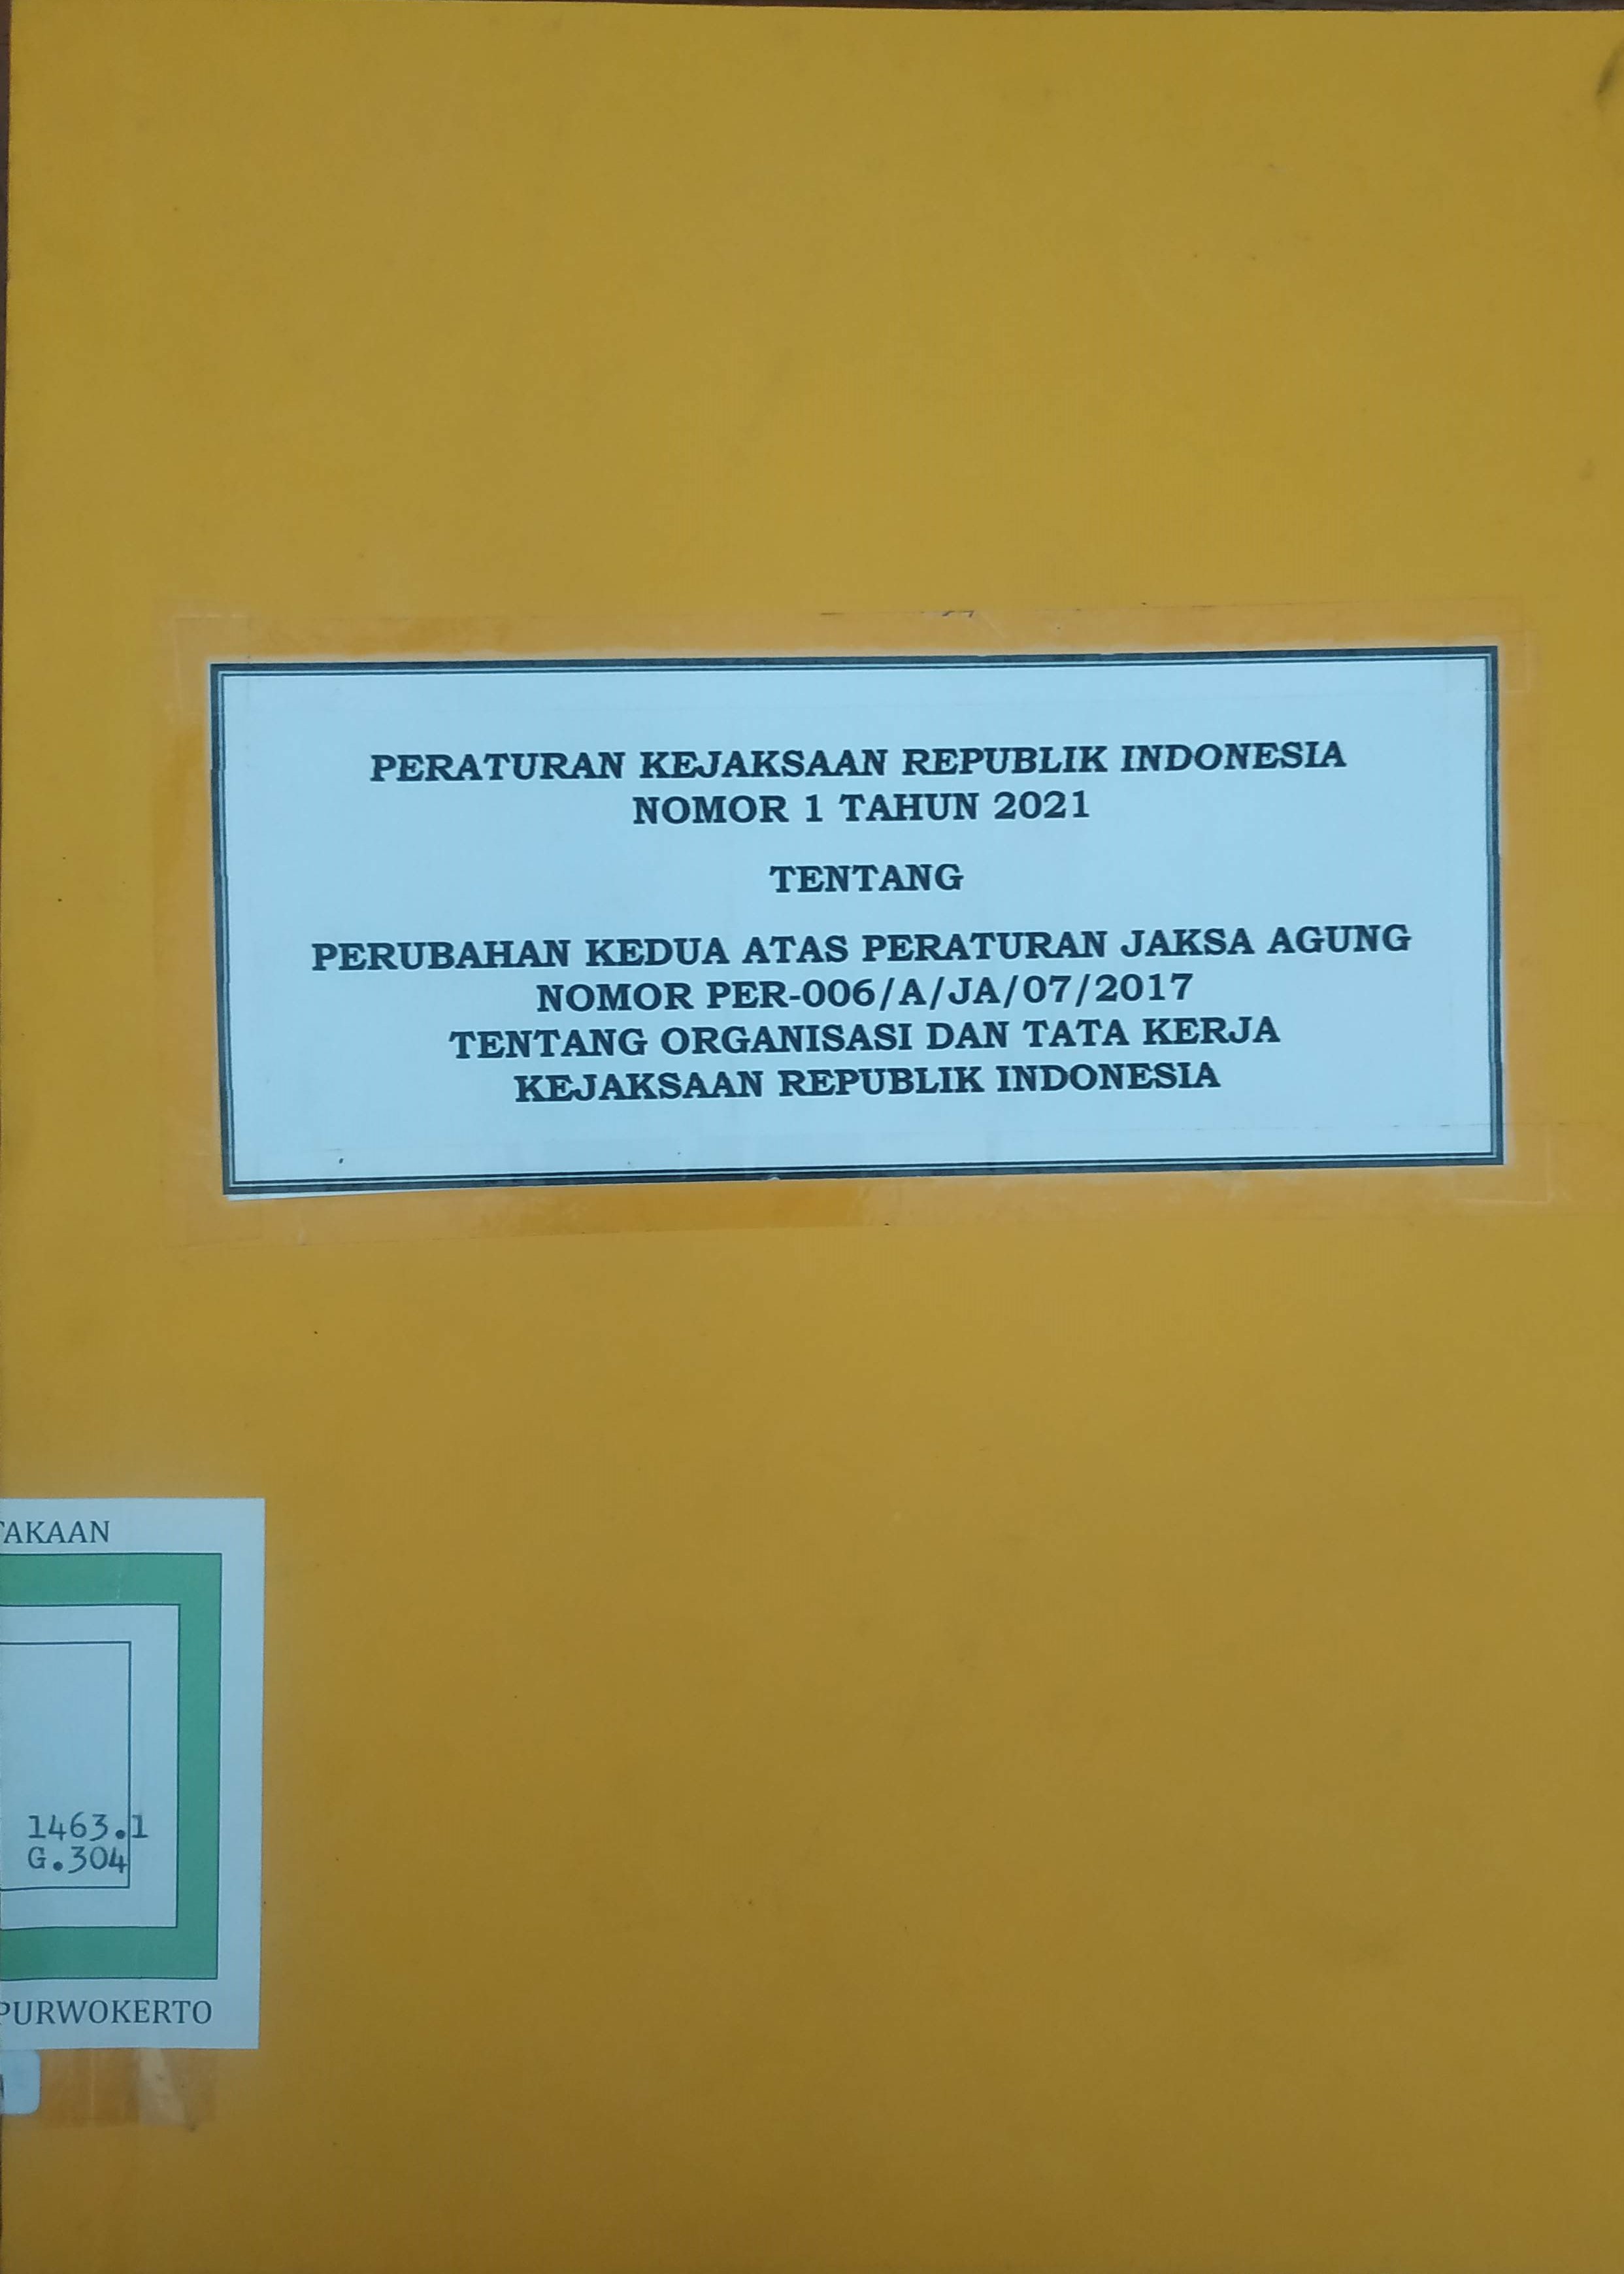 PERATURAN KEJAKSAAN REPUBLIK INDONESIA
NOMOR 1 TAHUN 2021
TENTANG
PERUBAHAN KEDUA ATAS PERATURAN JAKSA AGUNG
NOMOR PER-006/A/JA/07/2017
TENTANG ORGANISASI DAN TATA KERJA
KEJAKSAAN REPUBLIK INDONESIA
TAKAAN
1463.1
G.304
PURWOKERTO